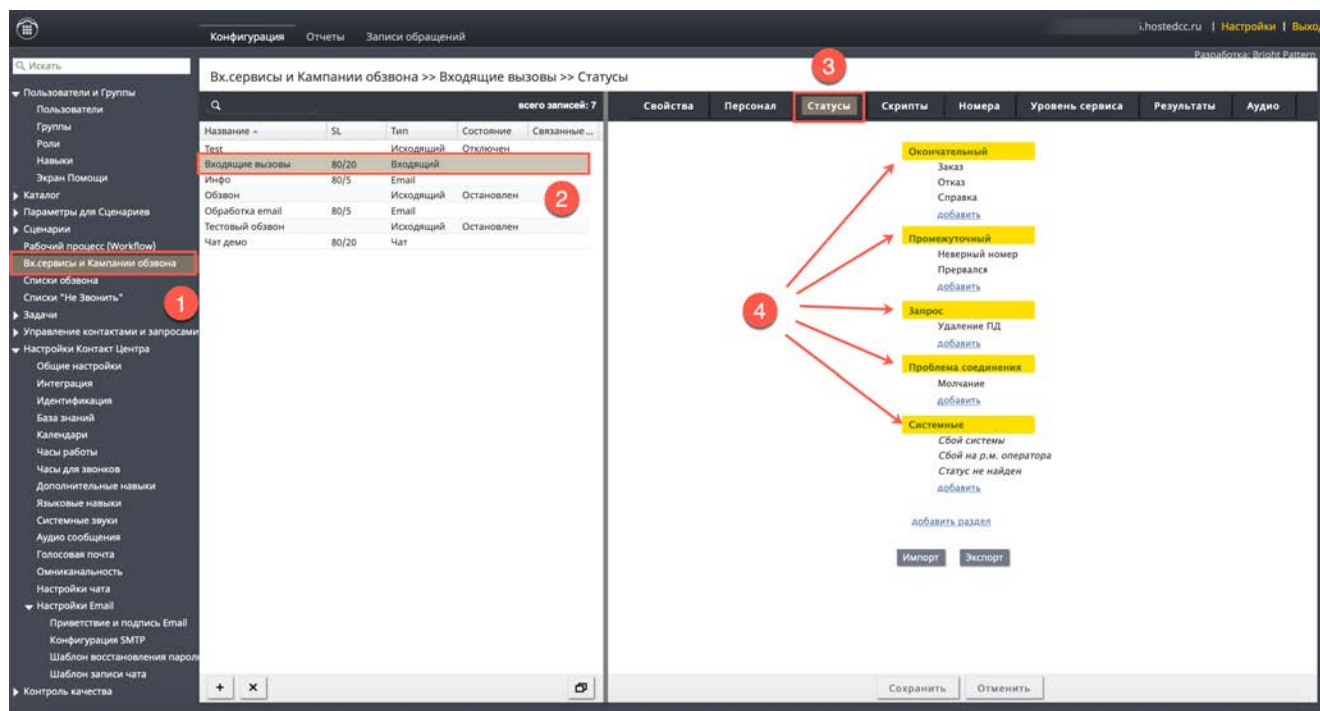 i.hostedcc.ru | Настройки | Выход
Конфигурация Отчеты Записи обращений
Разработка: Bright Pattern
Искать
Вх.сервисы и Кампании обзвона >> Входящие вызовы >> Статусы
3
Пользователи и Группы
Пользователи
Группы
Роли
Навыки
Экран Помощи
Каталог
Параметры для Сценариев
Сценарии
Рабочий процесс (Workflow)
Вх.сервисы и Кампании обзвона
Списки обзвона
Списки "Не Звонить"
1
Задачи
Управление контактами и запросами
Настройки Контакт Центра
Общие настройки
Интеграция
Идентификация
База знаний
Календари
Часы работы
Часы для звонков
Дополнительные навыки
Языковые навыки
Системные звуки
Аудио сообщения
Голосовая почта
Омниканальность
Настройки чата
Настройки Email
Приветствие и подпись Email
Конфигурация SMTP
Шаблон восстановления пароля
Шаблон записи чата
Контроль качества
всего записей: 7
Название SL Тип Состояние Связанные...
Test Исходящий Отключен
Входящие вызовы 80/20 Входящий
Инфо 80/5 Email
Обзвон Исходящий Остановлен
2
Обработка email 80/5 Email
Тестовый обзвон Исходящий Остановлен
Чат демо 80/20 Чат
Свойства Персонал Статусы Скрипты Номера Уровень сервиса Результаты Аудио
Окончательный
Заказ
Отказ
Справка
добавить
Промежуточный
Неверный номер
Прервался
добавить
4
Запрос
Удаление ПД
добавить
Проблема соединения
Молчание
добавить
Системные
Сбой системы
Сбой на р.м. оператора
Статус не найден
добавить
добавить раздел
Импорт Экспорт
Сохранить Отменить